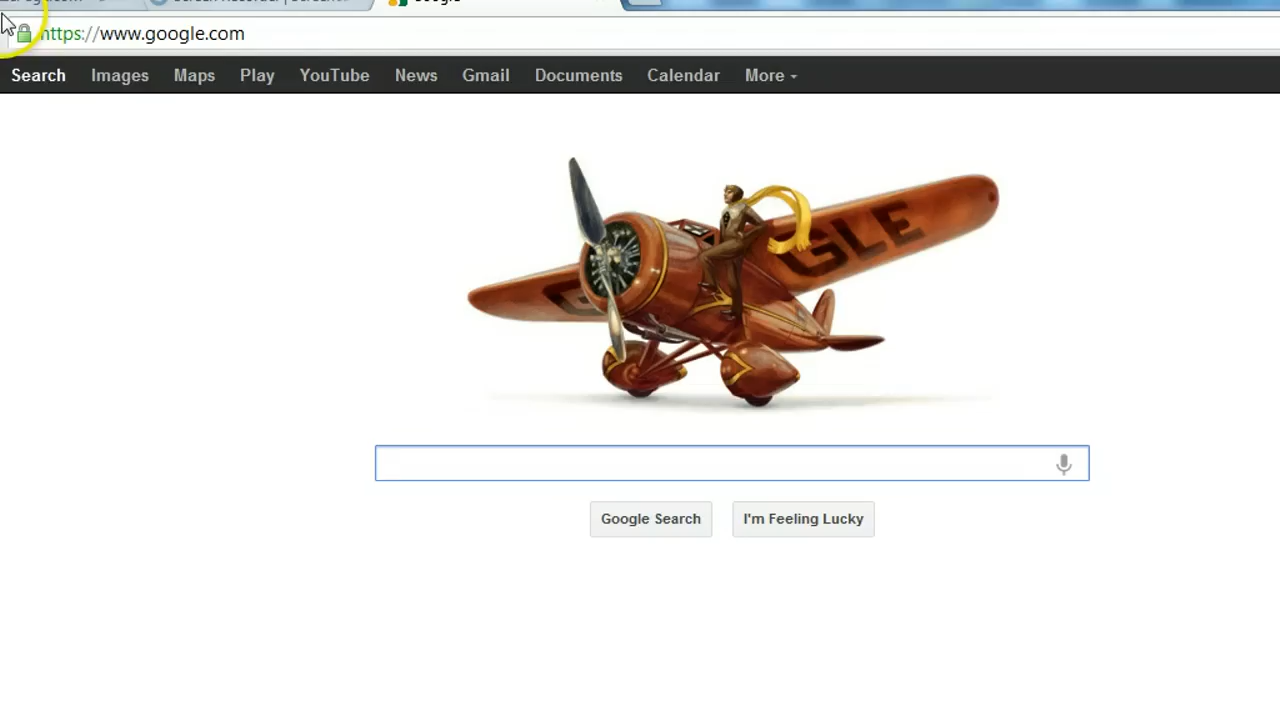 https://www.google.com
Search Images Maps Play YouTube News Gmail Documents Calendar More
GLE
Google Search I'm Feeling Lucky